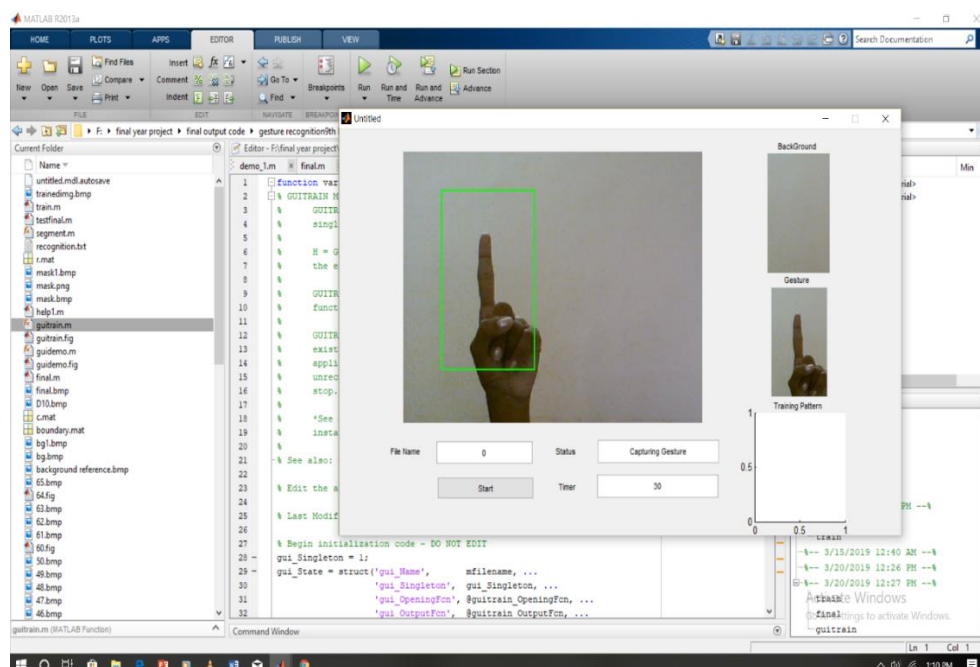 MATLAB R2013a
HOME PLOTS APPS EDITOR PUBLISH VIEW
Search Documentation
New Open Save Find Files Compare Print
Insert Comment Indent fx
Go To Find
Breakpoints Run Run and Time Run and Advance Run Section Advance
FILE EDIT NAVIGATE BREAKPOI
F: final year project final output code gesture recognition9th
Current Folder
Name
untitled.mdl.autosave
trainedimg.bmp
train.m
testfinal.m
segment.m
recognition.txt
r.mat
mask1.bmp
mask.png
mask.bmp
help1.m
guitrain.m
guitrain.fig
guidemo.m
guidemo.fig
final.m
final.bmp
D10.bmp
c.mat
boundary.mat
bg1.bmp
bg.bmp
background reference.bmp
65.bmp
64.fig
63.bmp
62.bmp
61.bmp
60.fig
50.bmp
49.bmp
48.bmp
47.bmp
46.bmp
guitrain.m (MATLAB Function)
Editor - F:\final year project\
demo_1.m final.m
1 function var
2 % GUITRAIN M
3 % GUITR
4 % singl
5 %
6 % H = G
7 % the e
8 %
9 % GUITR
10 % funct
11 %
12 % GUITR
13 % exist
14 % appli
15 % unrec
16 % stop.
17 %
18 % *See
19 % insta
20 %
21 % See also:
22
23 % Edit the a
24
25 % Last Modif
26
27 % Begin initialization code - DO NOT EDIT
28 gui_Singleton = 1;
29 gui_State = struct('gui_Name', mfilename, ...
30 'gui_Singleton', gui_Singleton, ...
31 'gui_OpeningFcn', @guitrain_OpeningFcn, ...
32 'gui_OutputFcn', @guitrain_OutputFcn, ...
Command Window
Untitled
BackGround
Gesture
Training Pattern
1
0.5
0
0 0.5 1
File Name 0 Status Capturing Gesture
Start Timer 30
Min
rial>
rial>
PM --%
train
%-- 3/15/2019 12:40 AM --%
%-- 3/20/2019 12:26 PM --%
%-- 3/20/2019 12:27 PM --%
train
final
guitrain
Activate Windows
Go to Settings to activate Windows.
Ln 1 Col 1
1:10 PM